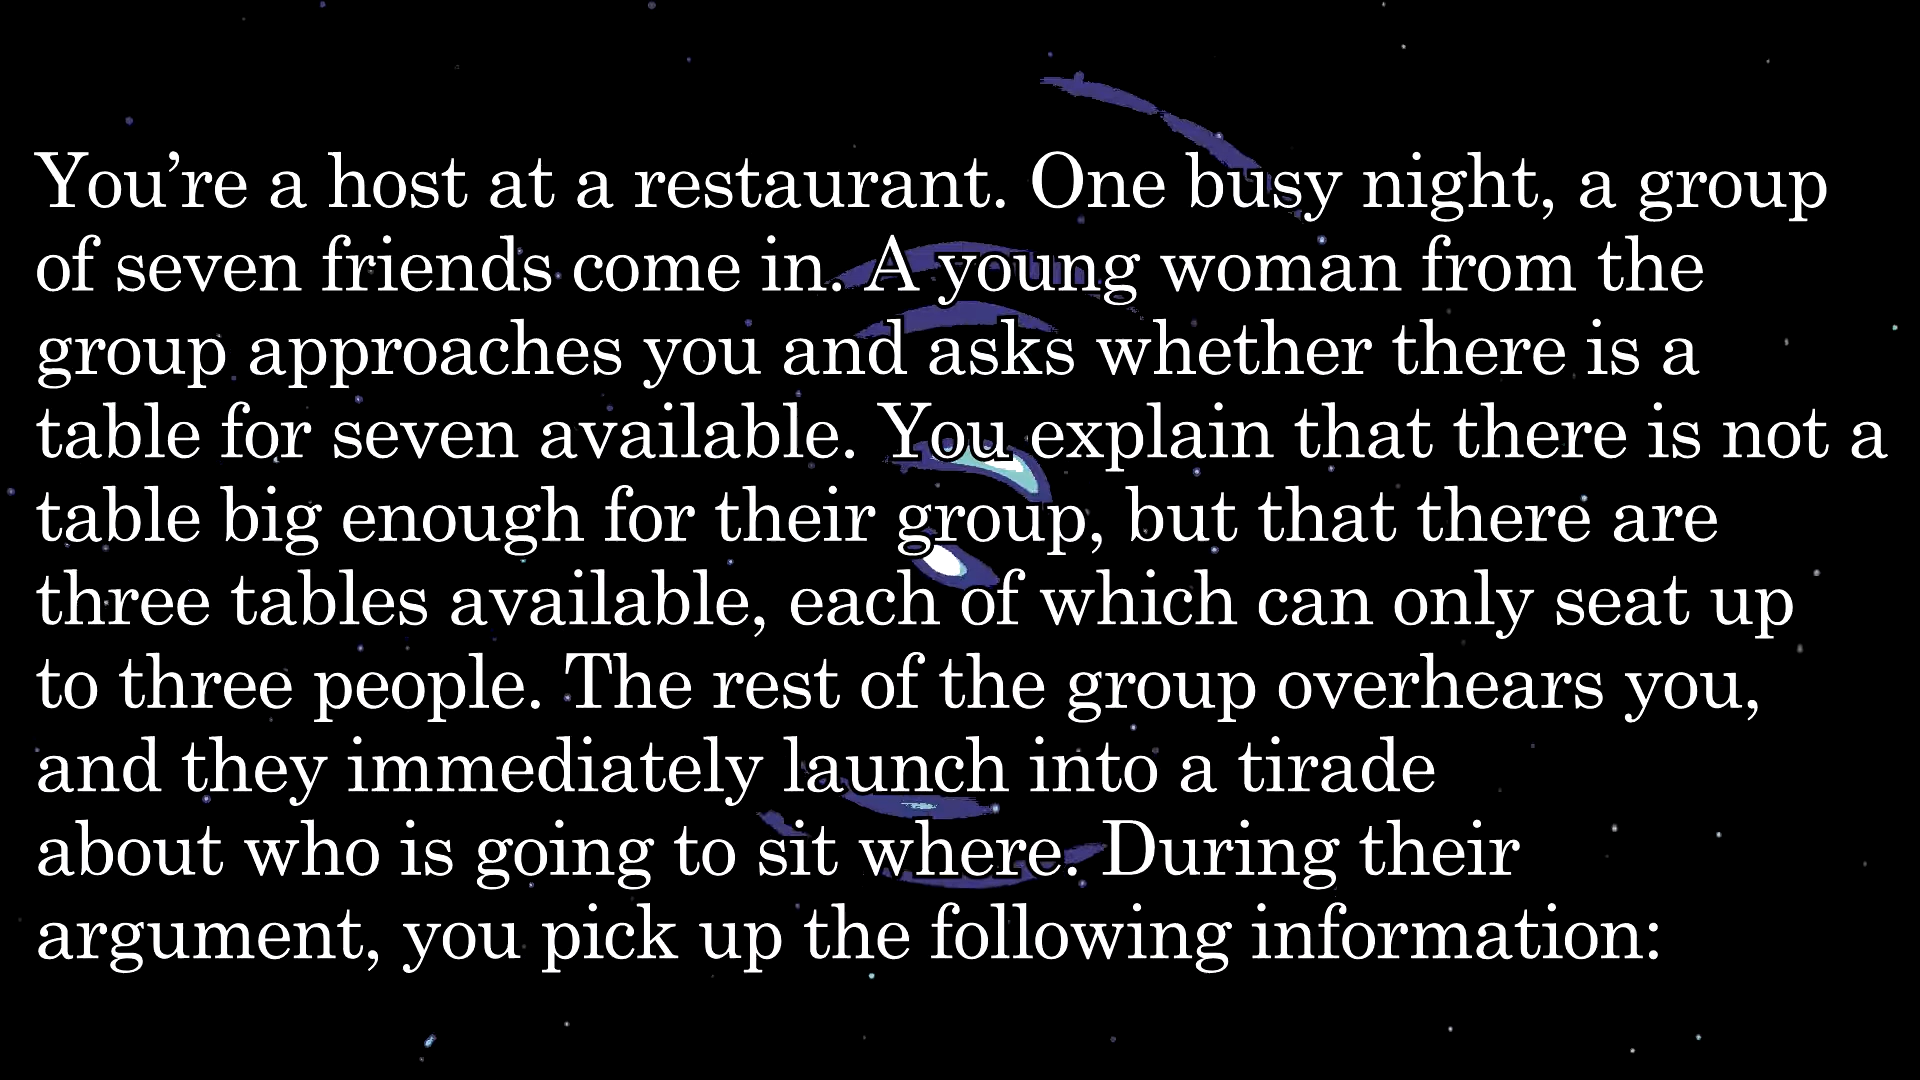 You’re a host at a restaurant. One busy night, a group
of seven friends come in. A young woman from the
group approaches you and asks whether there is a
table for seven available. You explain that there is not a
table big enough for their group, but that there are
three tables available, each of which can only seat up
to three people. The rest of the group overhears you,
and they immediately launch into a tirade
about who is going to sit where. During their
argument, you pick up the following information: